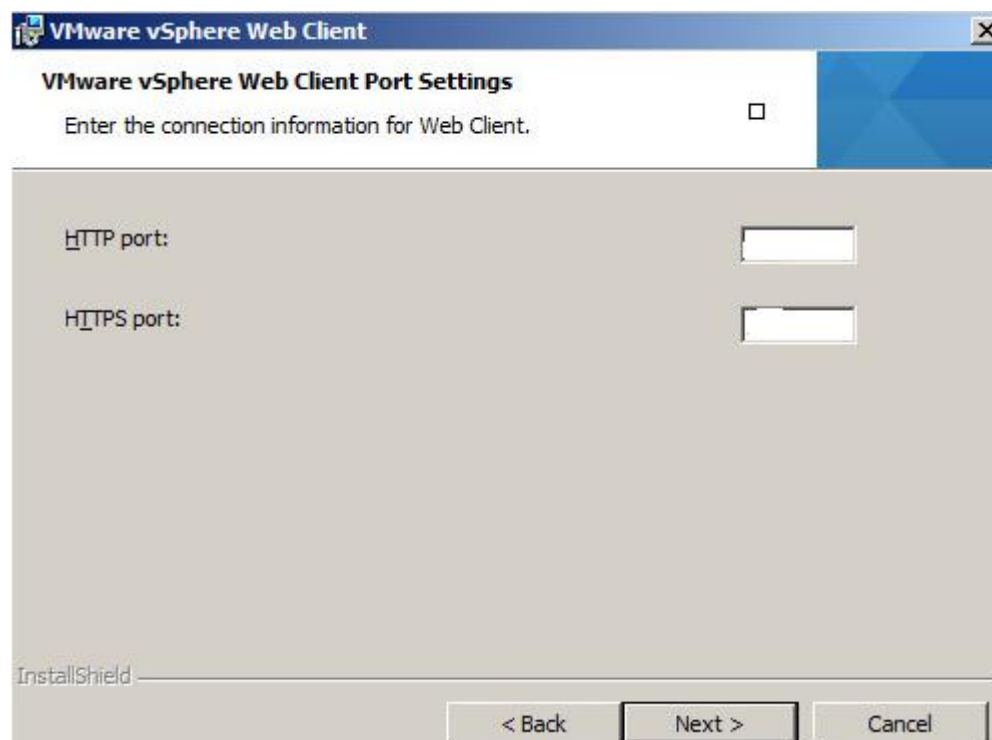 VMware vSphere Web Client
VMware vSphere Web Client Port Settings
Enter the connection information for Web Client.
HTTP port:
HTTPS port:
InstallShield
< Back Next > Cancel